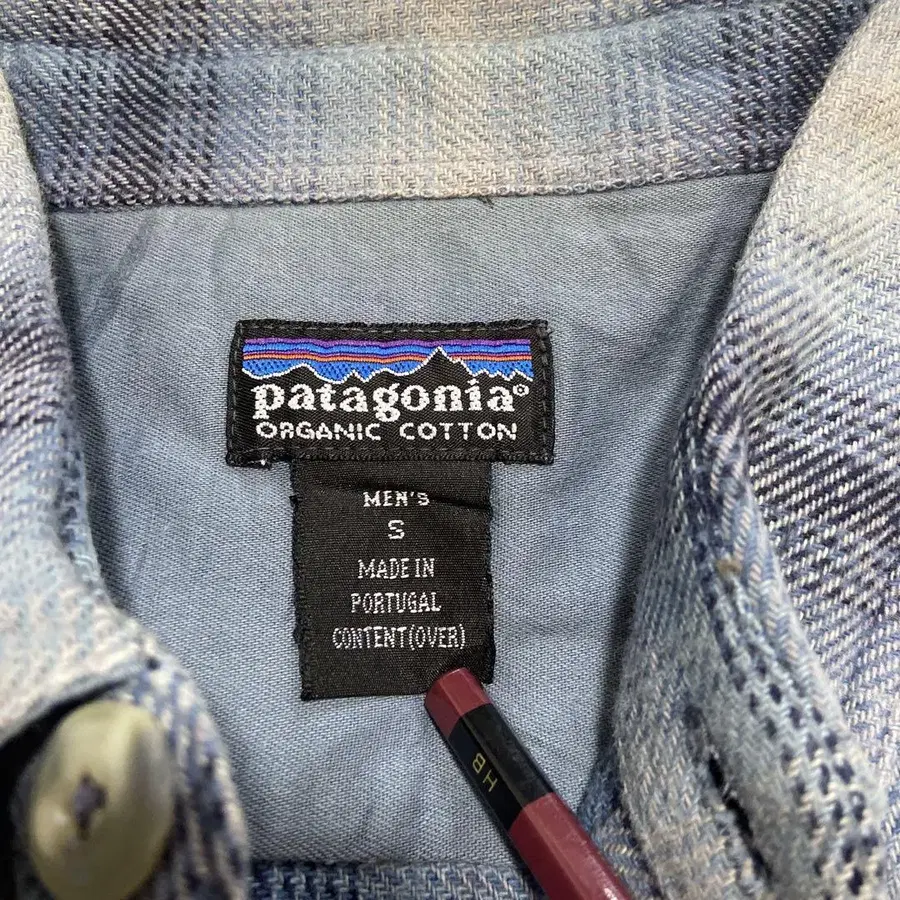 patagonia®
ORGANIC COTTON
MEN'S
S
MADE IN
PORTUGAL
CONTENT(OVER)
HB